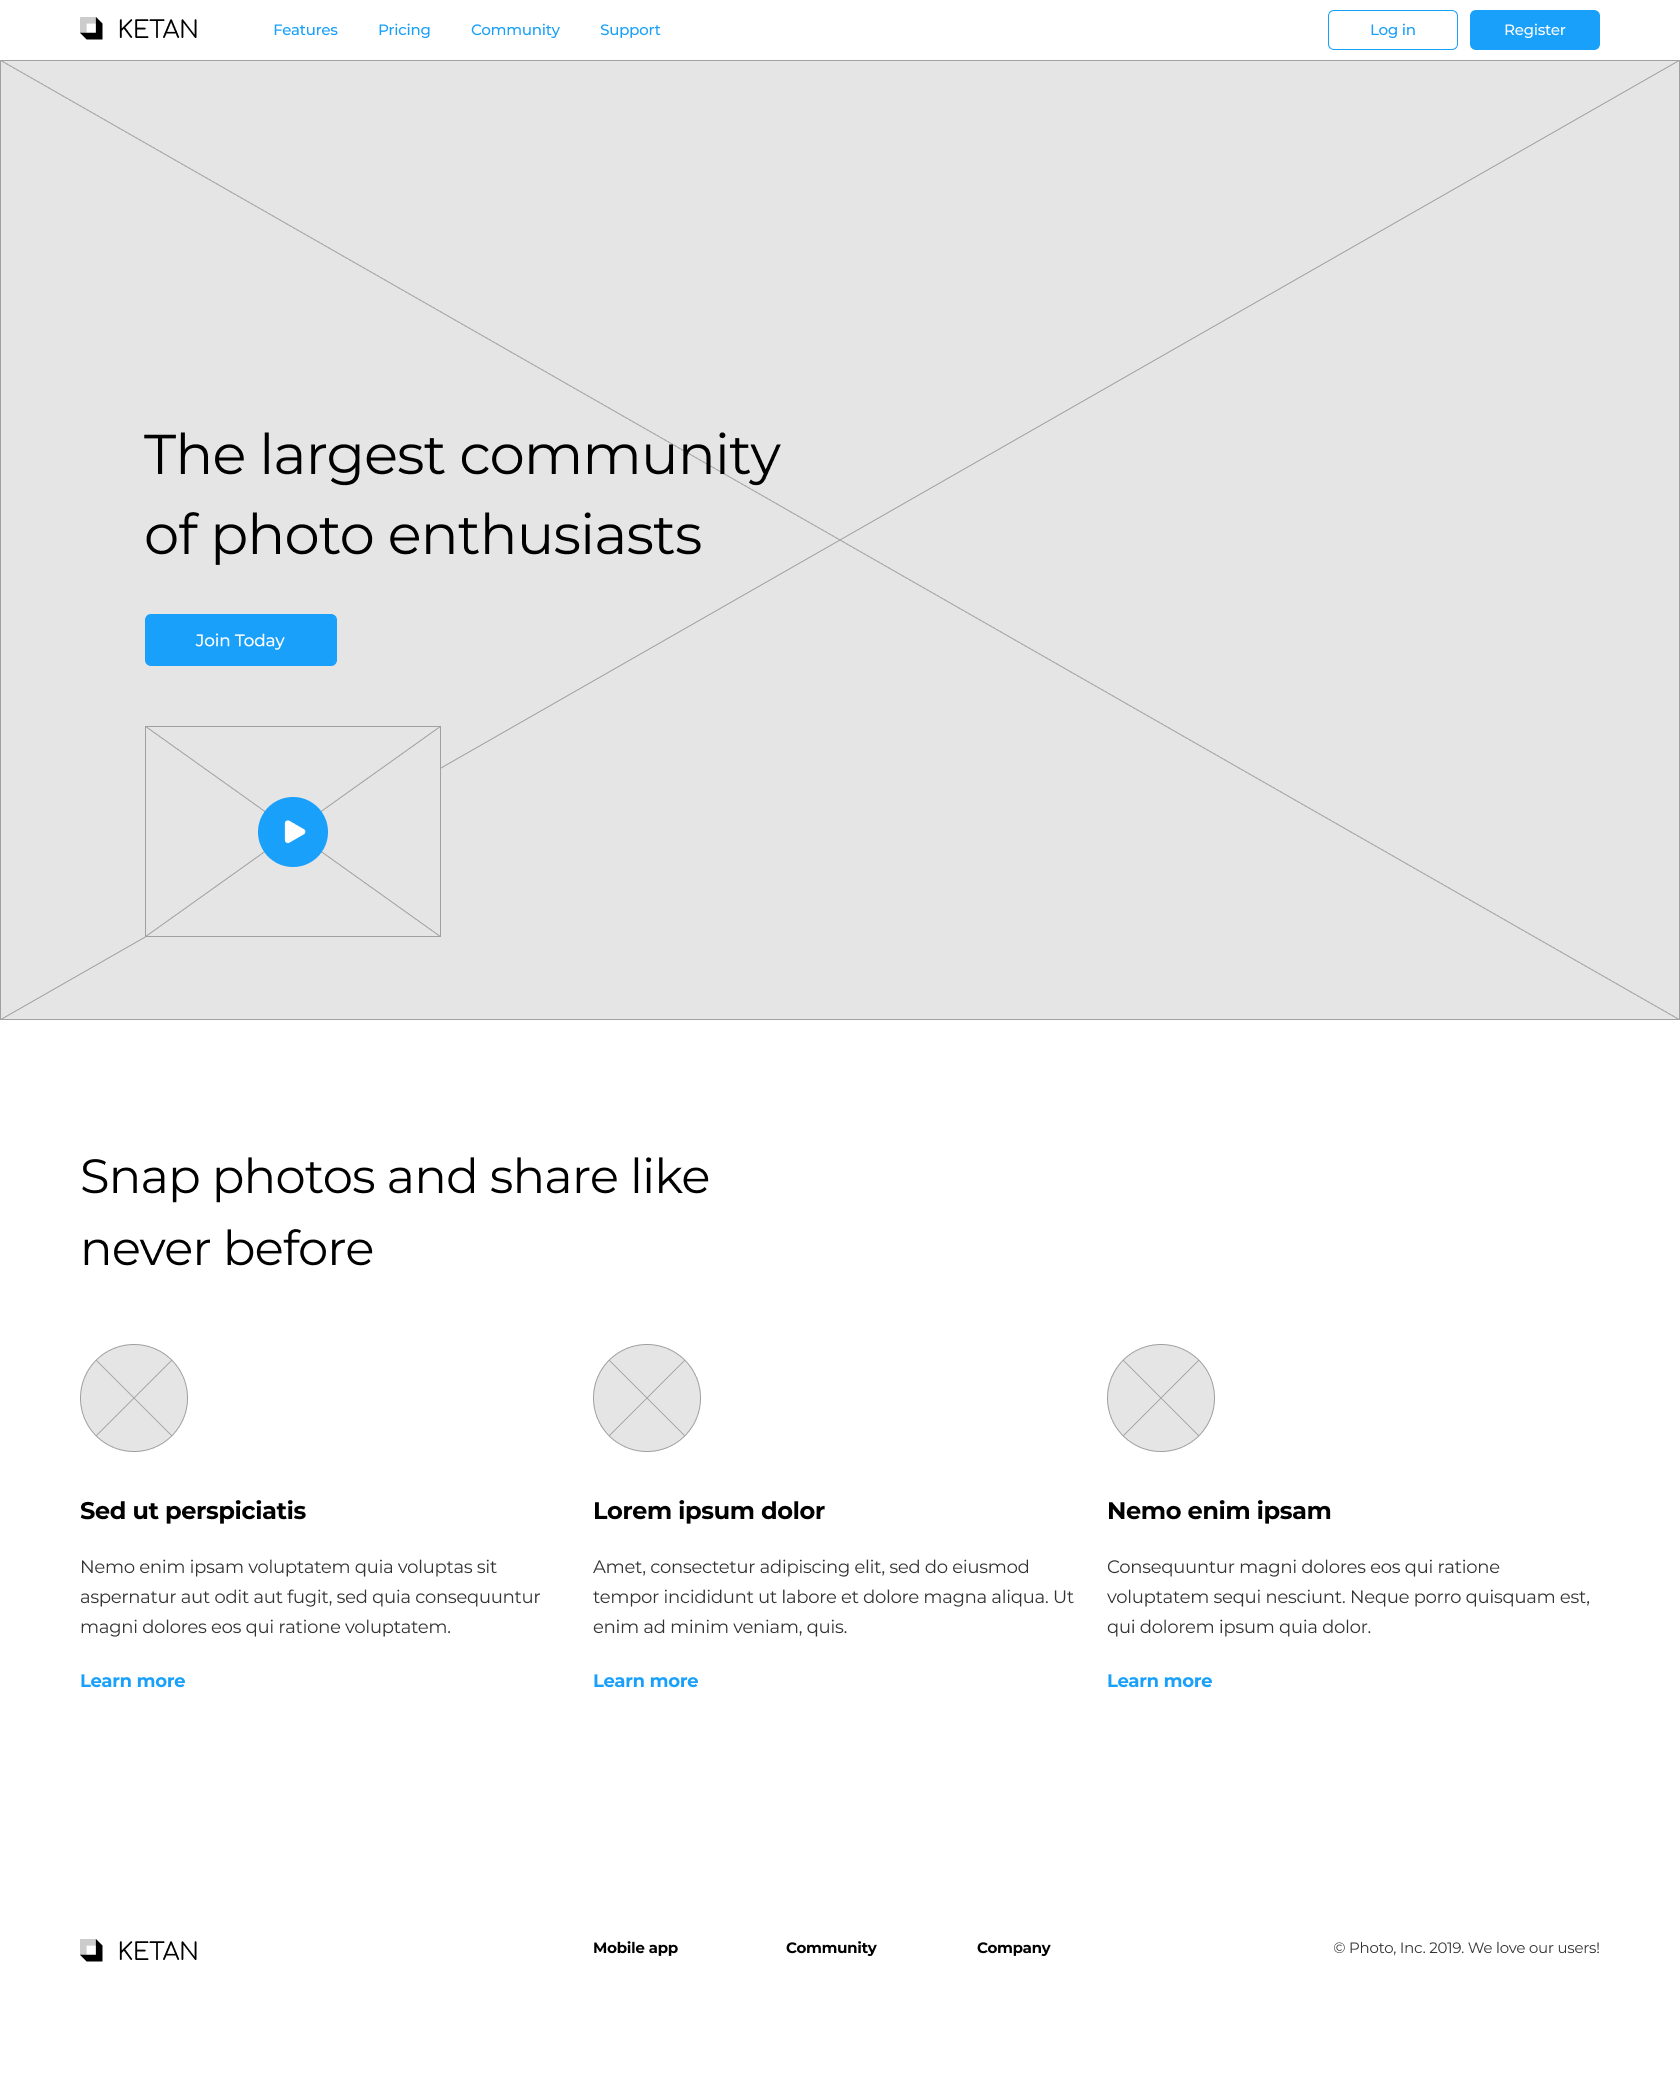 KETAN
Features Pricing Community Support
Log in Register
The largest community
of photo enthusiasts
Join Today
Snap photos and share like
never before
Sed ut perspiciatis
Nemo enim ipsam voluptatem quia voluptas sit
aspernatur aut odit aut fugit, sed quia consequuntur
magni dolores eos qui ratione voluptatem.
Learn more
Lorem ipsum dolor
Amet, consectetur adipiscing elit, sed do eiusmod
tempor incididunt ut labore et dolore magna aliqua. Ut
enim ad minim veniam, quis.
Learn more
Nemo enim ipsam
Consequuntur magni dolores eos qui ratione
voluptatem sequi nesciunt. Neque porro quisquam est,
qui dolorem ipsum quia dolor.
Learn more
KETAN
Mobile app Community Company
© Photo, Inc. 2019. We love our users!